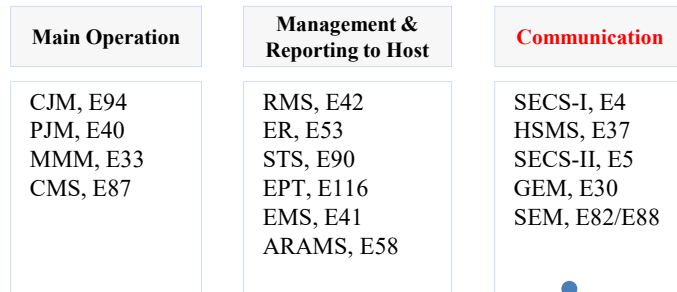 Main Operation
CJM, E94
PJM, E40
MMM, E33
CMS, E87
Management &
Reporting to Host
RMS, E42
ER, E53
STS, E90
EPT, E116
EMS, E41
ARAMS, E58
Communication
SECS-I, E4
HSMS, E37
SECS-II, E5
GEM, E30
SEM, E82/E88